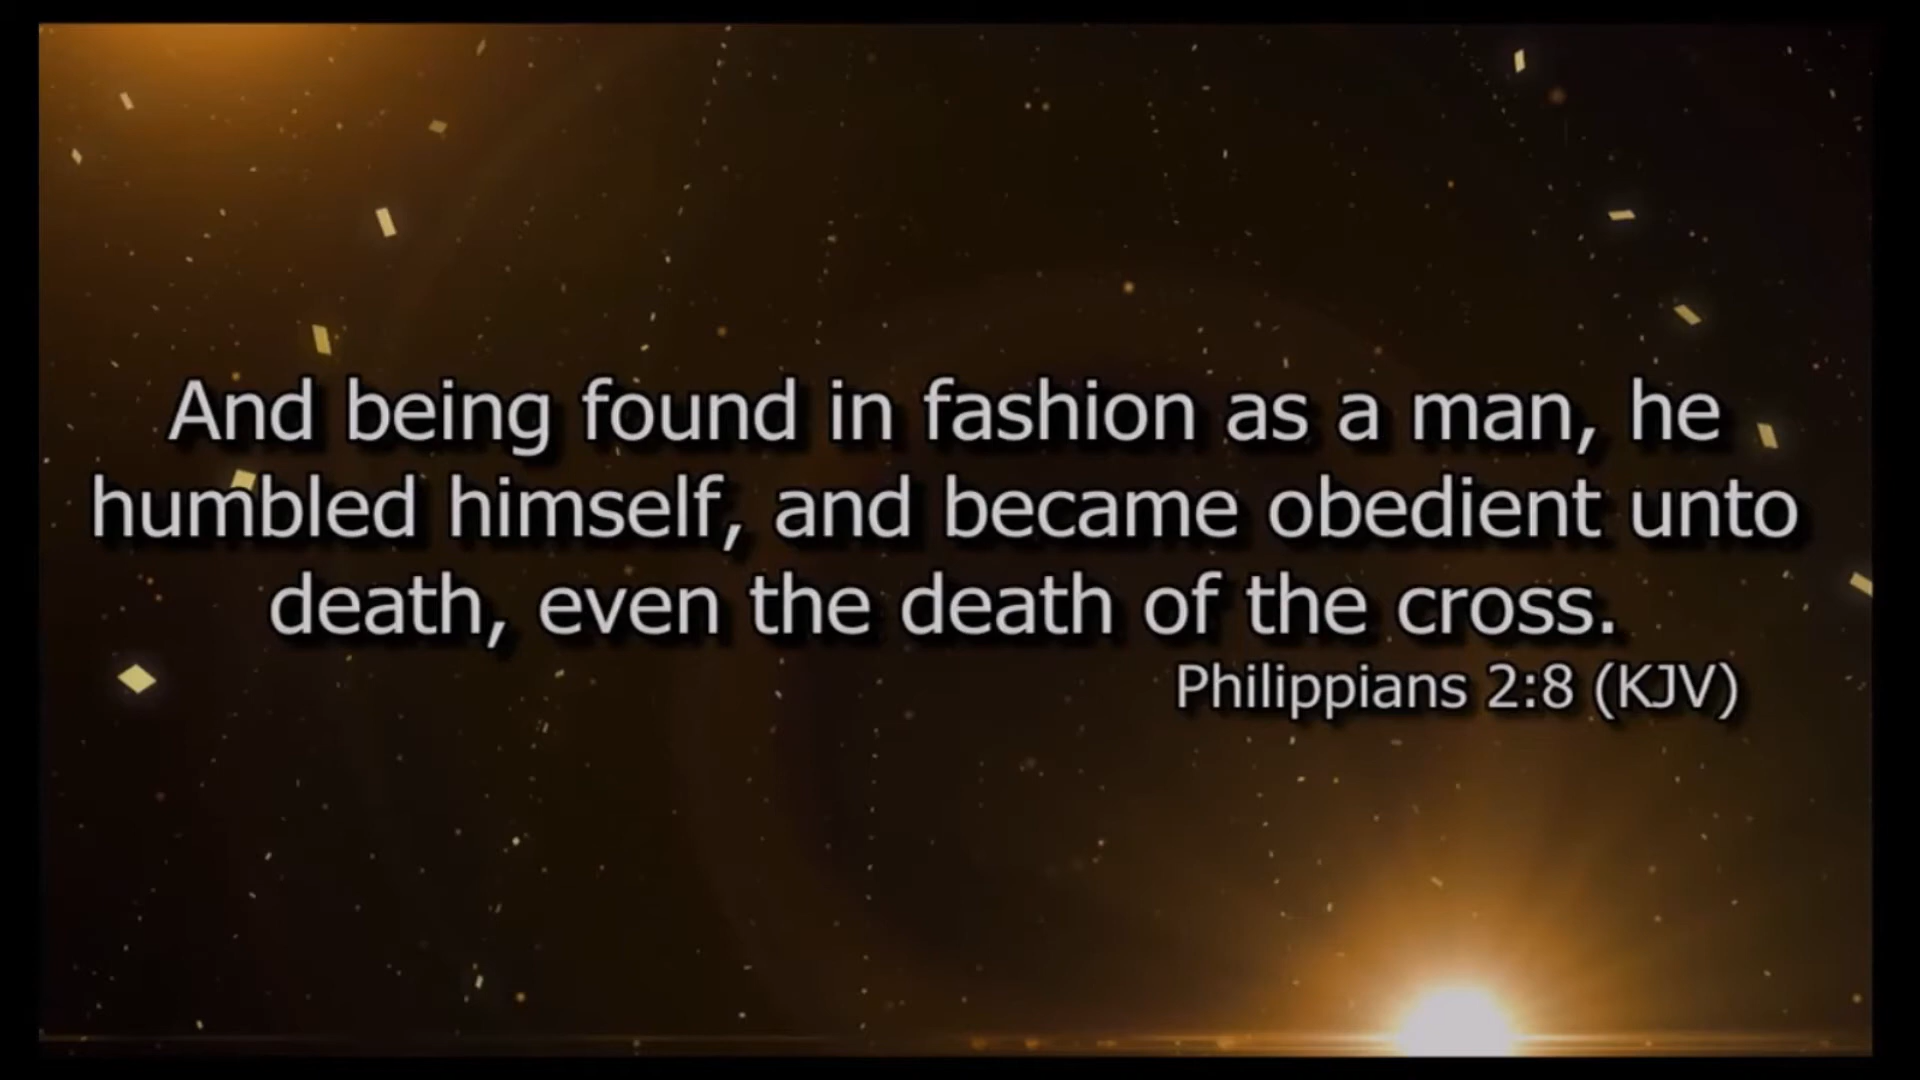 And being found in fashion as a man, he
humbled himself, and became obedient unto
death, even the death of the cross.
Philippians 2:8 (KJV)